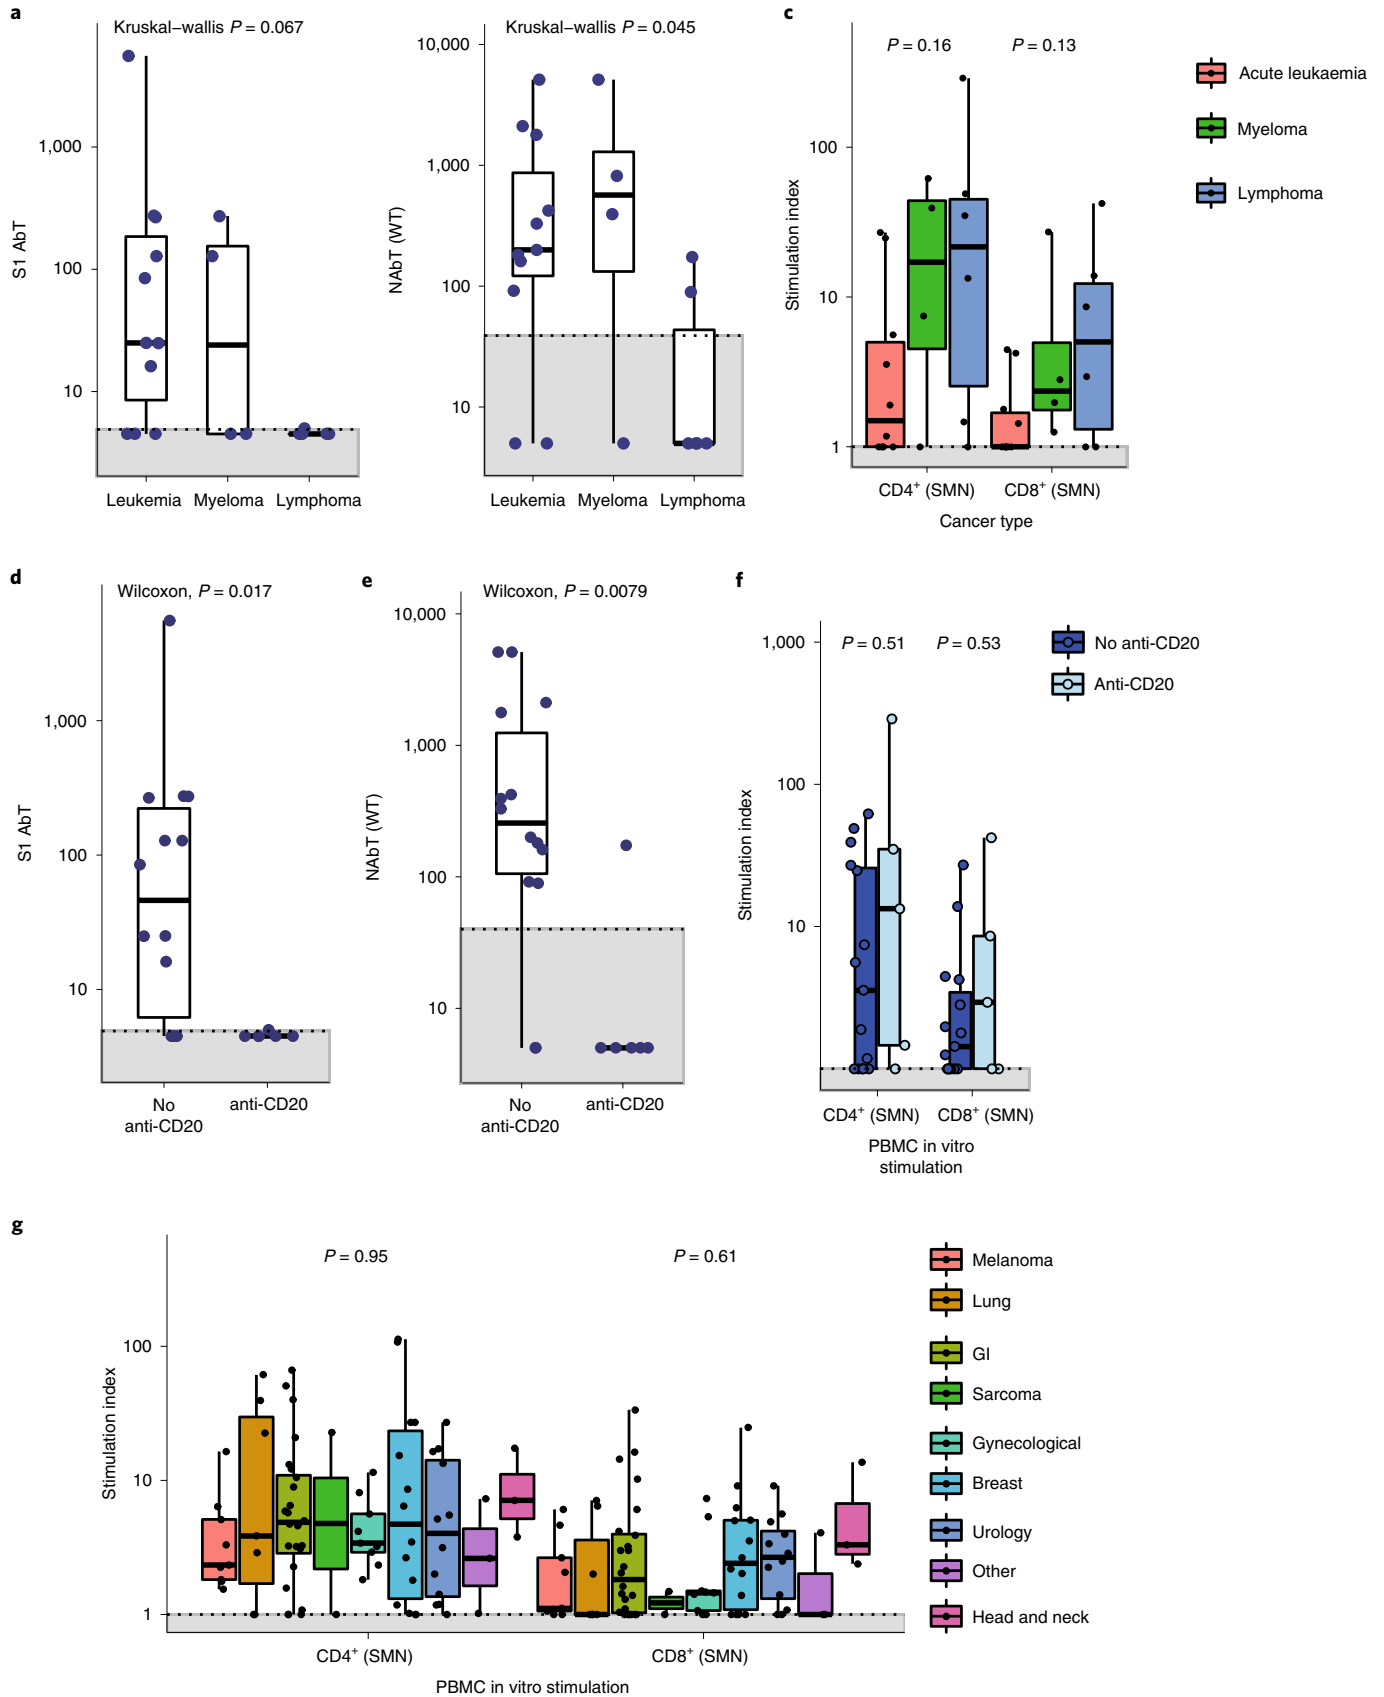 a
Kruskal–wallis P = 0.067
S1 AbT
1,000
100
10
Leukemia Myeloma Lymphoma
Kruskal–wallis P = 0.045
NAbT (WT)
10,000
1,000
100
10
Leukemia Myeloma Lymphoma
c
P = 0.16 P = 0.13
Stimulation index
100
10
1
CD4+ (SMN) CD8+ (SMN)
Cancer type
Acute leukaemia
Myeloma
Lymphoma
d
Wilcoxon, P = 0.017
S1 AbT
1,000
100
10
No anti-CD20
anti-CD20
e
Wilcoxon, P = 0.0079
NAbT (WT)
10,000
1,000
100
10
No anti-CD20
anti-CD20
f
P = 0.51 P = 0.53
Stimulation index
1,000
100
10
CD4+ (SMN) CD8+ (SMN)
PBMC in vitro
stimulation
No anti-CD20
Anti-CD20
g
P = 0.95 P = 0.61
Stimulation index
100
10
1
CD4+ (SMN) CD8+ (SMN)
PBMC in vitro stimulation
Melanoma
Lung
GI
Sarcoma
Gynecological
Breast
Urology
Other
Head and neck